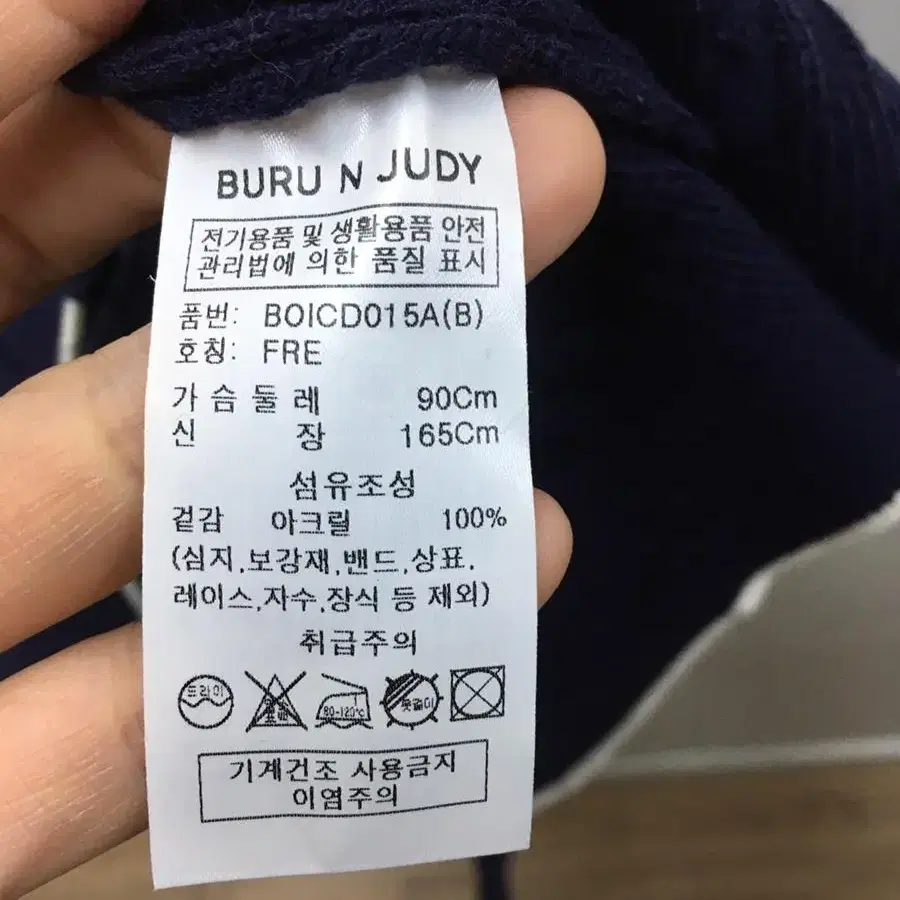 BURU N JUDY
전기용품 및 생활용품 안전
관리법에 의한 품질 표시
품번: BOICD015A(B)
호칭: FRE
가 슴 둘 레 90Cm
신 장 165Cm
섬유조성
겉감 아크릴 100%
(심지,보강재,밴드,상표,
레이스,자수,장식 등 제외)
취급주의
드라이
80-120℃
옷걸이
기계건조 사용금지
이염주의